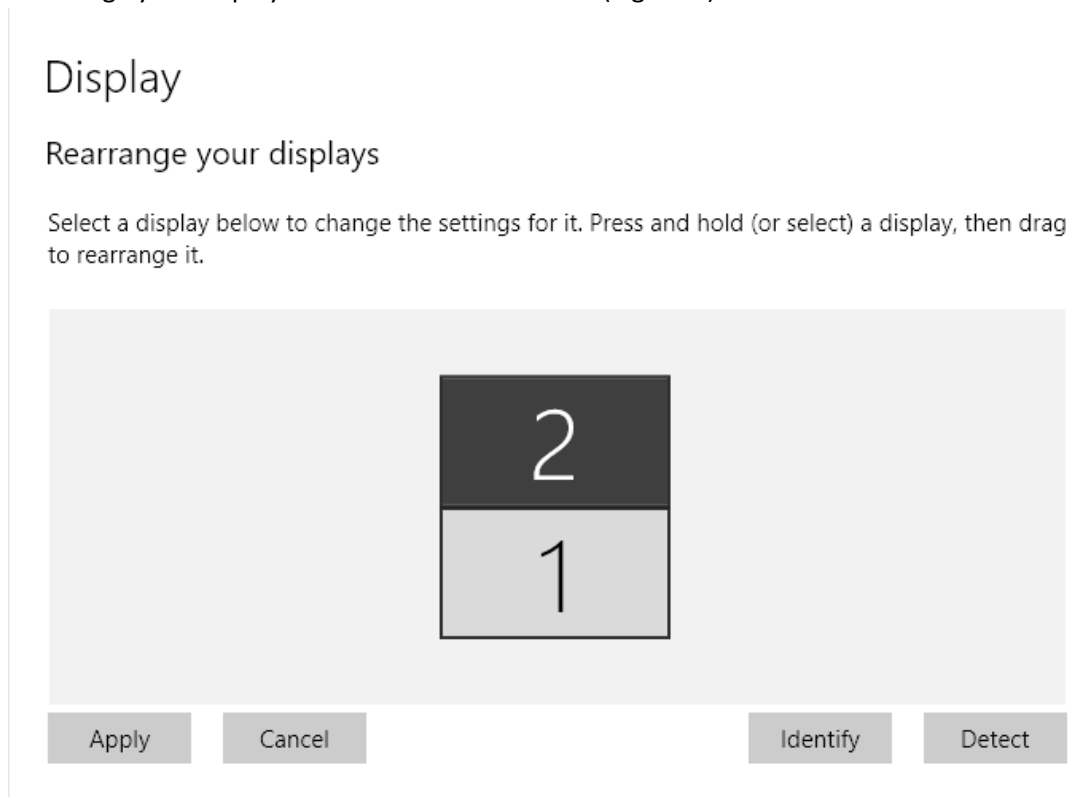 Display
Rearrange your displays
Select a display below to change the settings for it. Press and hold (or select) a display, then drag
to rearrange it.
2
1
Apply Cancel Identify Detect